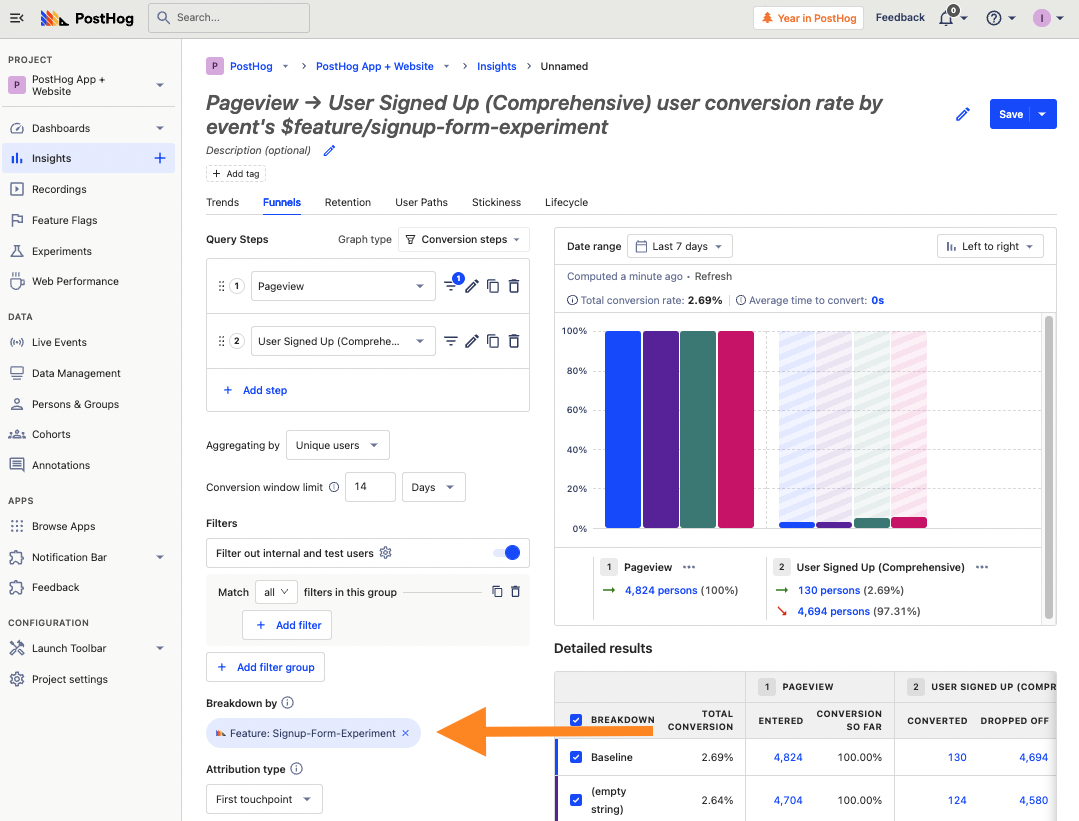 PostHog
Search...
Year in PostHog
Feedback
0
I
PROJECT
P
PostHog App +
Website
Dashboards
Insights
Recordings
Feature Flags
Experiments
Web Performance
DATA
Live Events
Data Management
Persons & Groups
Cohorts
Annotations
APPS
Browse Apps
Notification Bar
Feedback
CONFIGURATION
Launch Toolbar
Project settings
P PostHog > PostHog App + Website > Insights > Unnamed
Pageview → User Signed Up (Comprehensive) user conversion rate by
event's $feature/signup-form-experiment
Save
Description (optional)
+ Add tag
Trends Funnels Retention User Paths Stickiness Lifecycle
Query Steps
Graph type
Conversion steps
1 Pageview 1
2 User Signed Up (Comprehe...
+ Add step
Aggregating by Unique users
Conversion window limit 14 Days
Filters
Filter out internal and test users
Match all filters in this group
+ Add filter
+ Add filter group
Breakdown by
Feature: Signup-Form-Experiment ×
Attribution type
First touchpoint
Date range Last 7 days Left to right
Computed a minute ago • Refresh
Total conversion rate: 2.69% Average time to convert: 0s
100%
80%
60%
40%
20%
0%
1 Pageview
→ 4,824 persons (100%)
2 User Signed Up (Comprehensive)
→ 130 persons (2.69%)
↘ 4,694 persons (97.31%)
Detailed results
1 PAGEVIEW 2 USER SIGNED UP (COMPR
BREAKDOWN TOTAL CONVERSION ENTERED CONVERSION SO FAR CONVERTED DROPPED OFF
Baseline 2.69% 4,824 100.00% 130 4,694
(empty string) 2.64% 4,704 100.00% 124 4,580